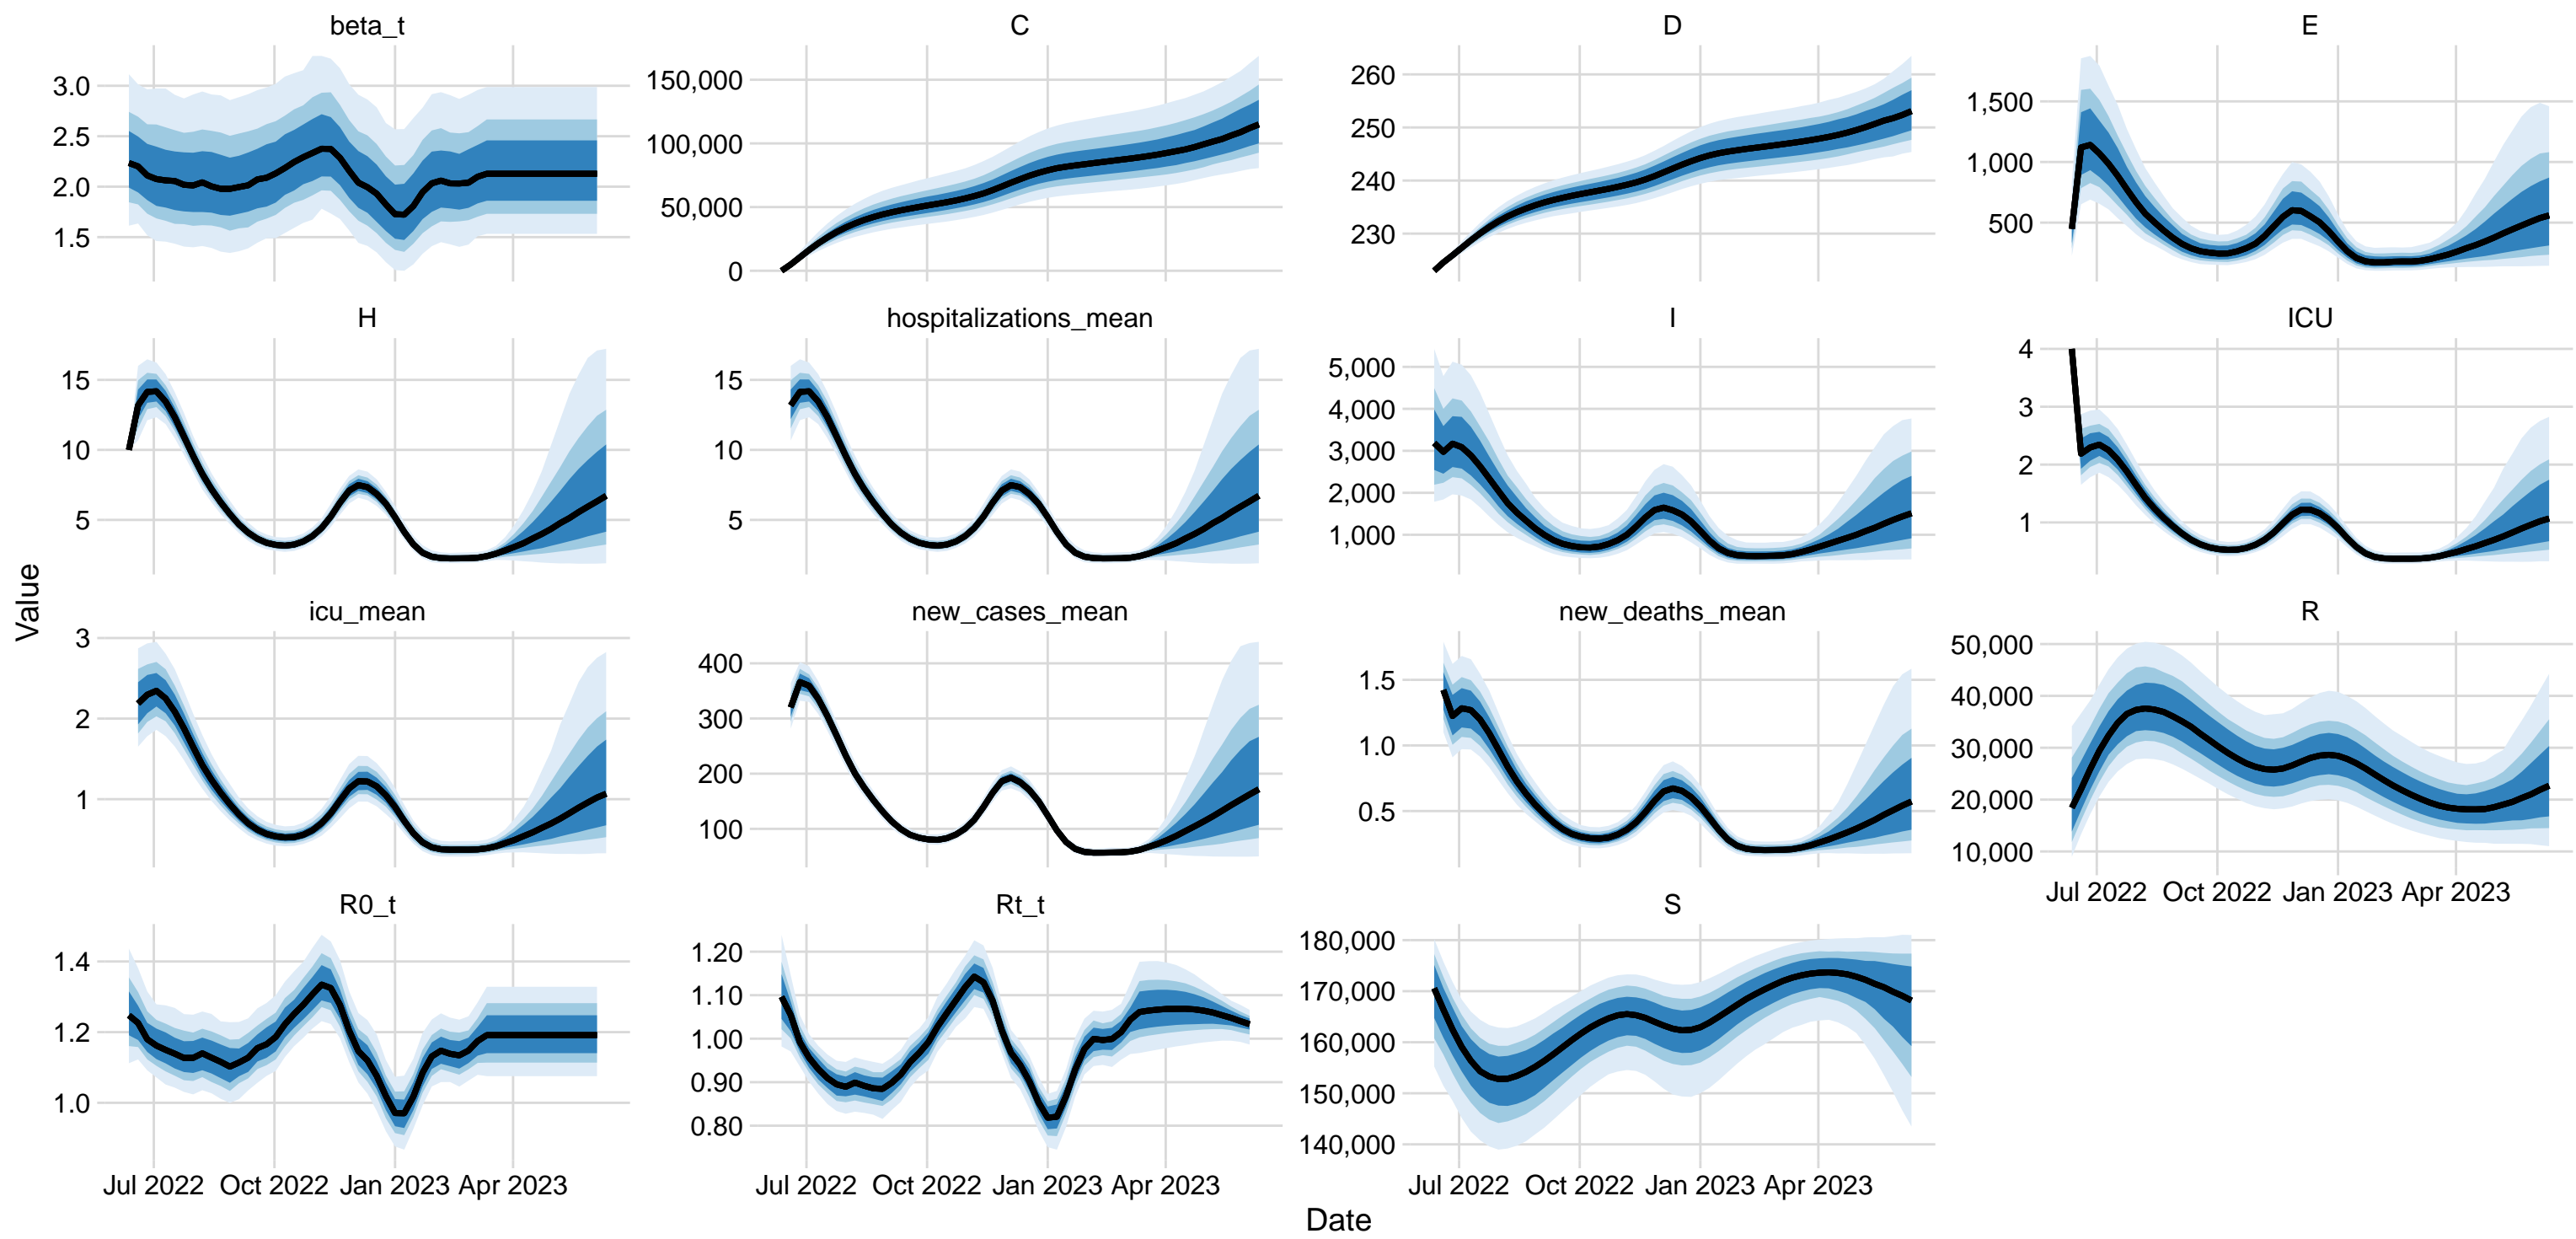 beta_t
C
D
E
3.0
2.5
2.0
1.5
150,000
100,000
50,000
0
260
250
240
230
1,500
1,000
500
H
hospitalizations_mean
I
ICU
15
10
5
15
10
5
5,000
4,000
3,000
2,000
1,000
4
3
2
1
Value
icu_mean
new_cases_mean
new_deaths_mean
R
3
2
1
400
300
200
100
1.5
1.0
0.5
50,000
40,000
30,000
20,000
10,000
Jul 2022 Oct 2022 Jan 2023 Apr 2023
R0_t
Rt_t
S
1.4
1.2
1.0
1.20
1.10
1.00
0.90
0.80
180,000
170,000
160,000
150,000
140,000
Jul 2022 Oct 2022 Jan 2023 Apr 2023
Jul 2022 Oct 2022 Jan 2023 Apr 2023
Jul 2022 Oct 2022 Jan 2023 Apr 2023
Date